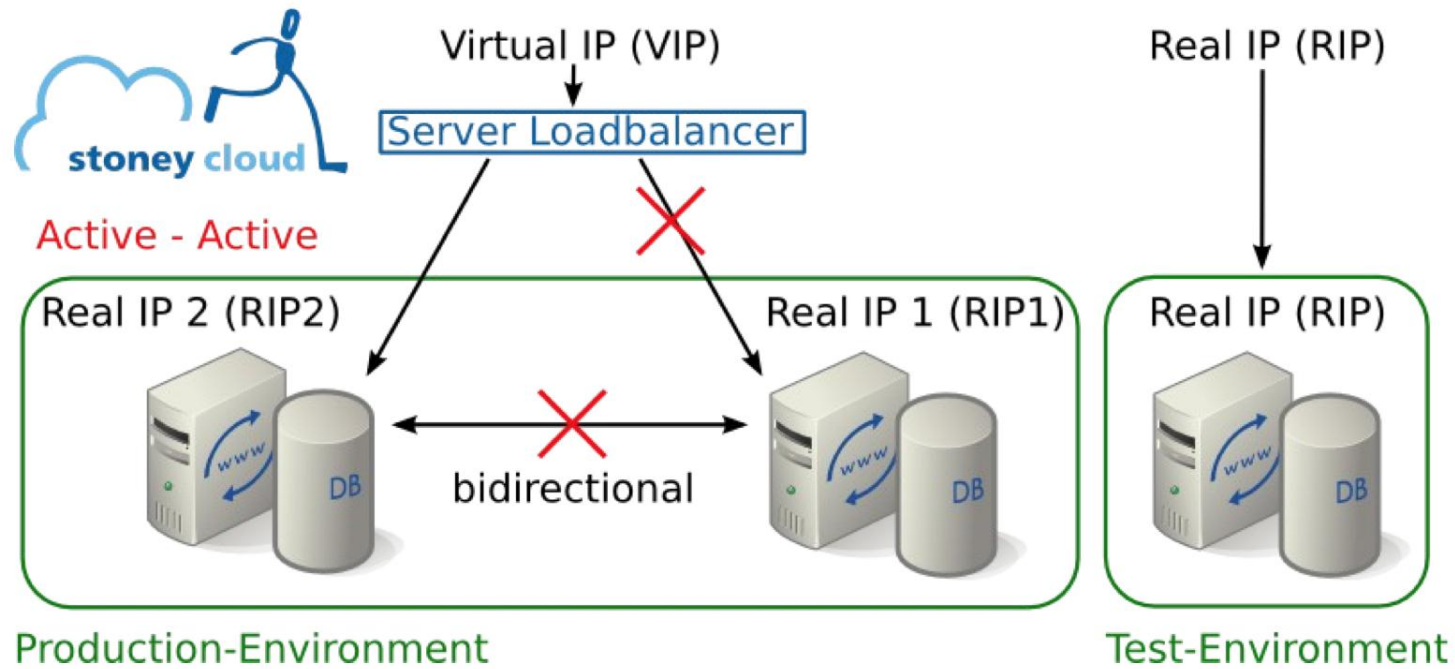 Virtual IP (VIP)
Real IP (RIP)
Server Loadbalancer
stoney cloud
Active - Active
Real IP 2 (RIP2)
Real IP 1 (RIP1)
Real IP (RIP)
www
DB
bidirectional
www
DB
www
DB
Production-Environment
Test-Environment